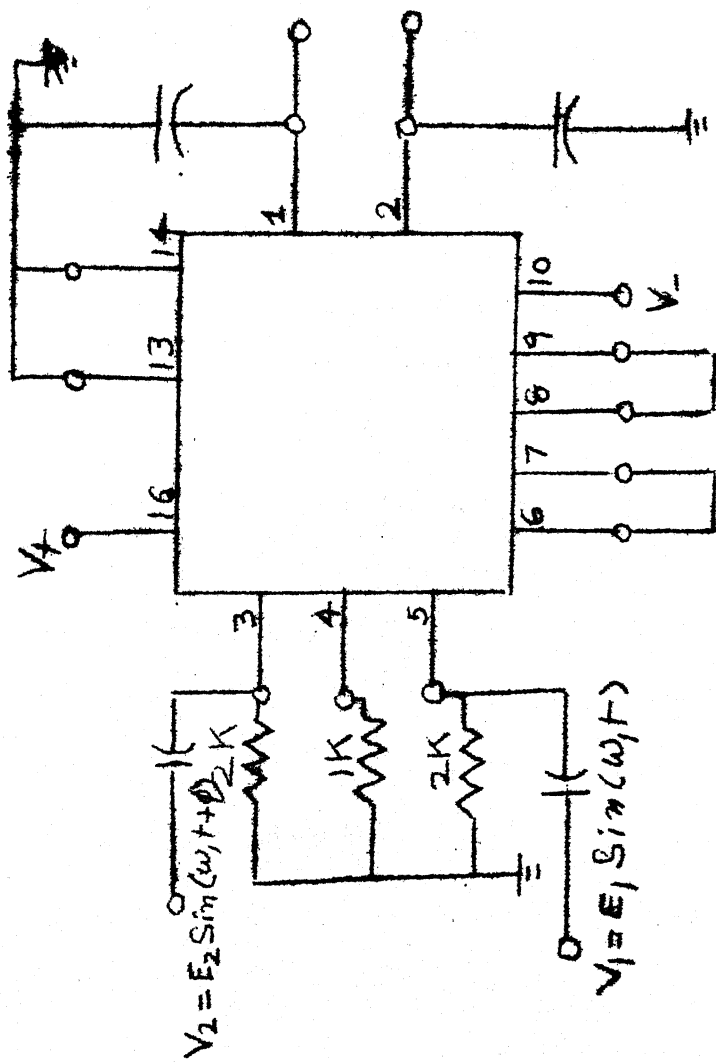 V+
16
13
14
1
2
3
4
5
6
7
8
9
10
V-
2K
1K
2K
V2 = E2 Sin(ω1t+φ)
V1 = E1 Sin(ω1t)